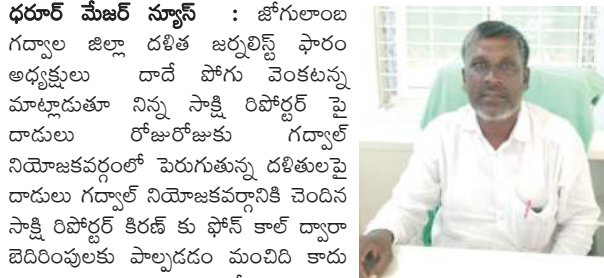 ధరూర్ మేజర్ న్యూస్ : జోగులాంబ
గద్వాల జిల్లా దళిత జర్నలిస్ట్ ఫారం
అధ్యక్షులు దాదే పోగు వెంకటన్న
మాట్లాడుతూ నిన్న సాక్షి రిపోర్టర్ పై
దాడులు రోజురోజుకు గద్వాల్
నియోజకవర్గంలో పెరుగుతున్న దళితులపై
దాడులు గద్వాల్ నియోజకవర్గానికి చెందిన
సాక్షి రిపోర్టర్ కిరణ్ కు ఫోన్ కాల్ ద్వారా
బెదిరింపులకు పాల్పడడం మంచిది కాదు